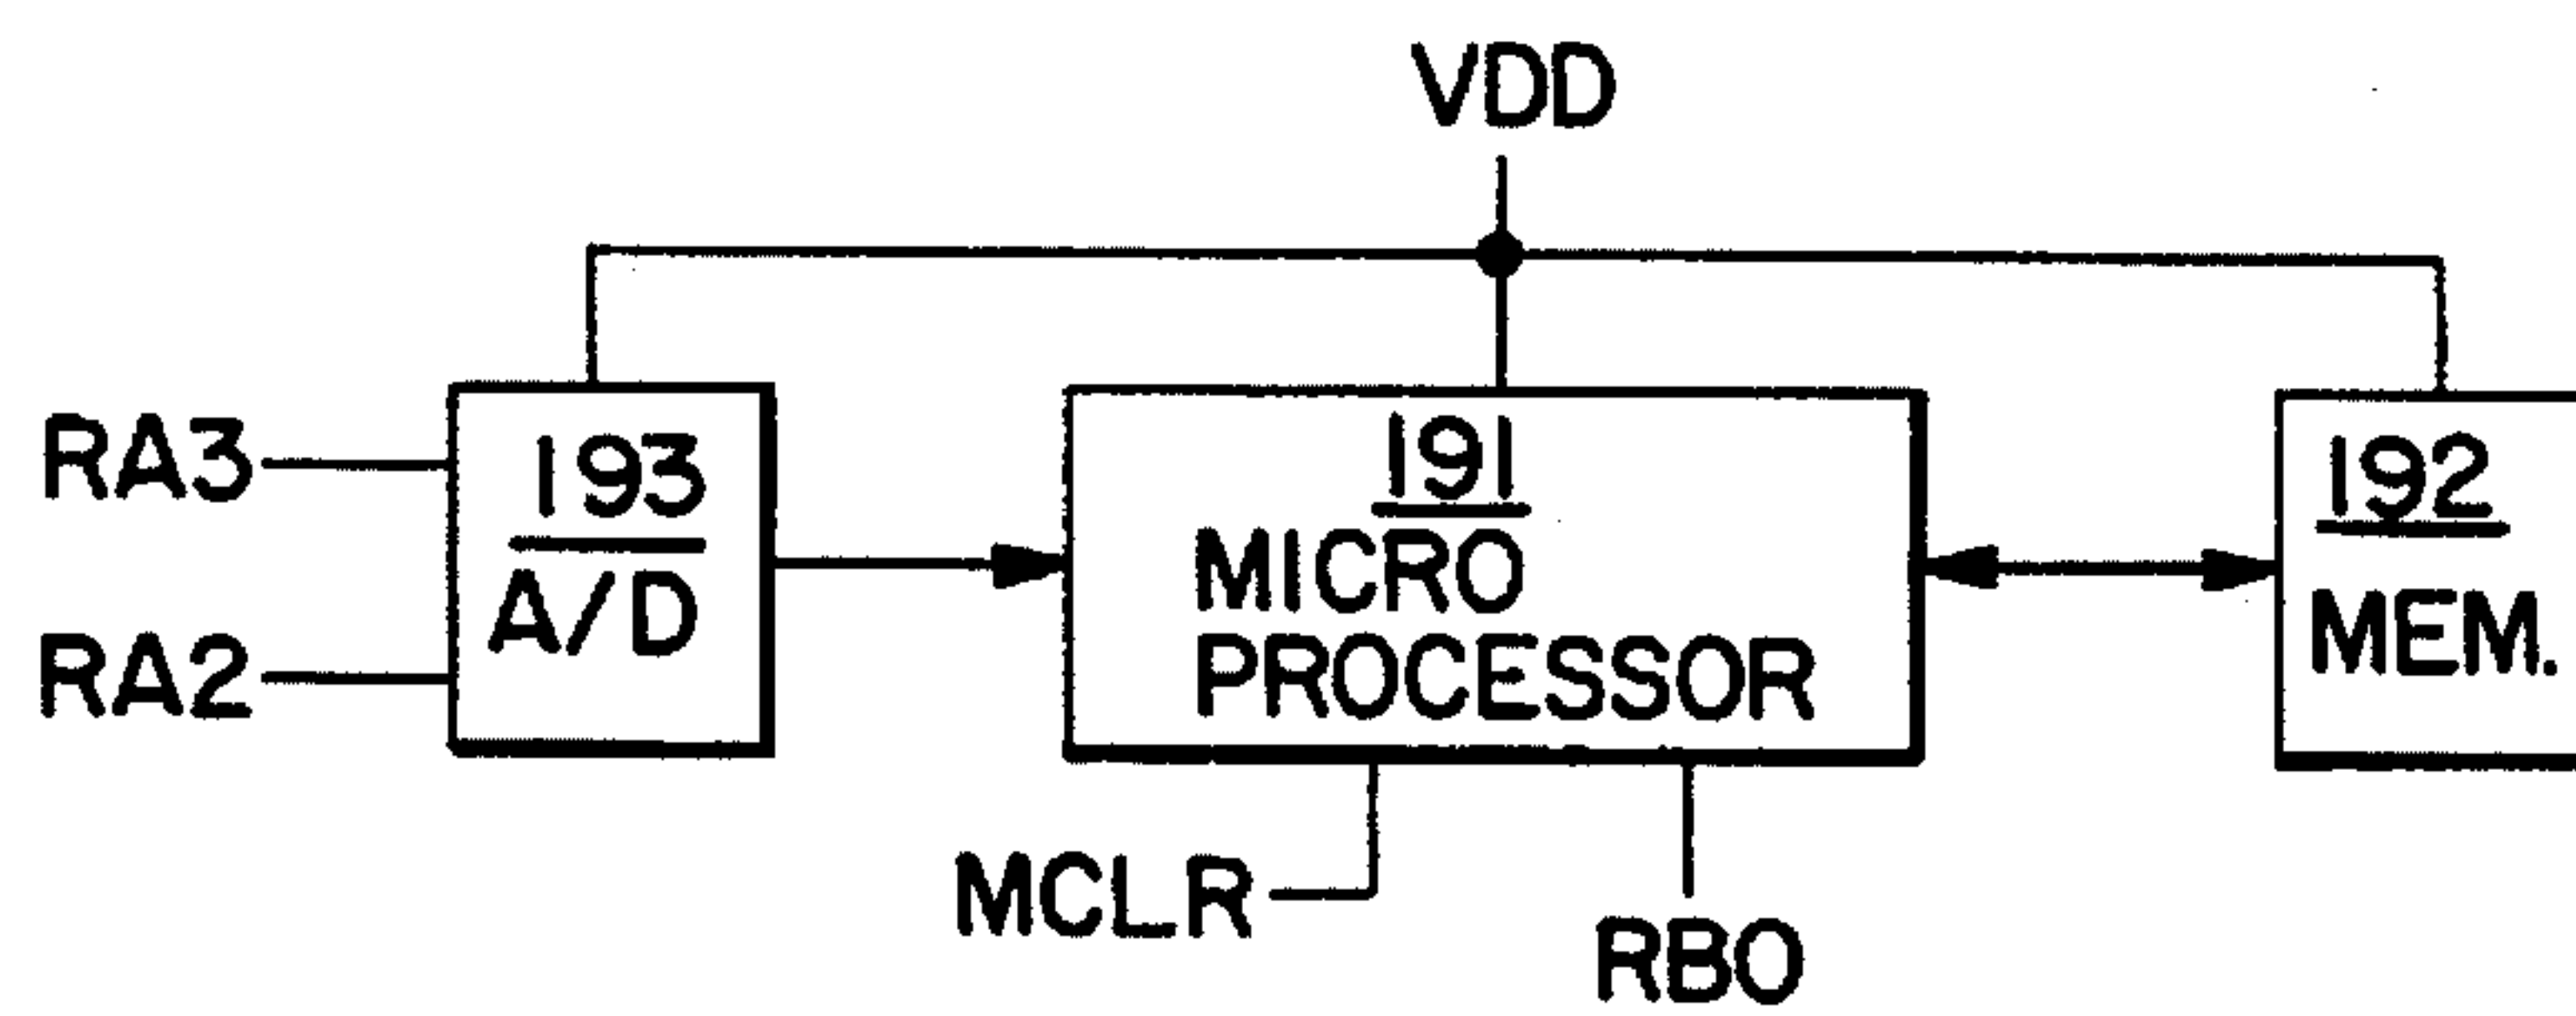 VDD
RA3
RA2
193
A/D
191
MICRO
PROCESSOR
192
MEM.
MCLR
RBO